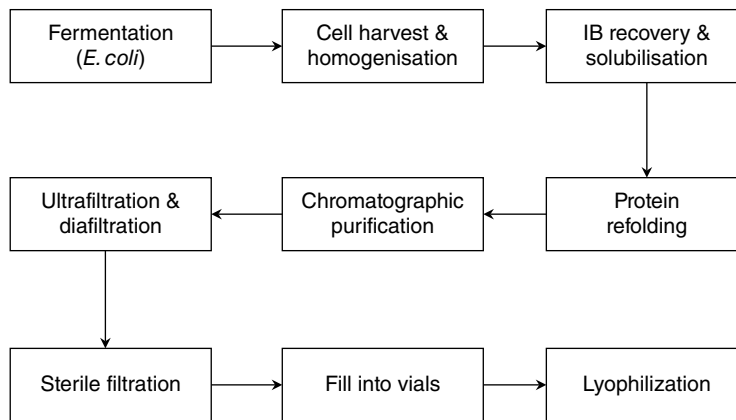 Fermentation
(E. coli)
Cell harvest &
homogenisation
IB recovery &
solubilisation
Protein
refolding
Chromatographic
purification
Ultrafiltration &
diafiltration
Sterile filtration
Fill into vials
Lyophilization